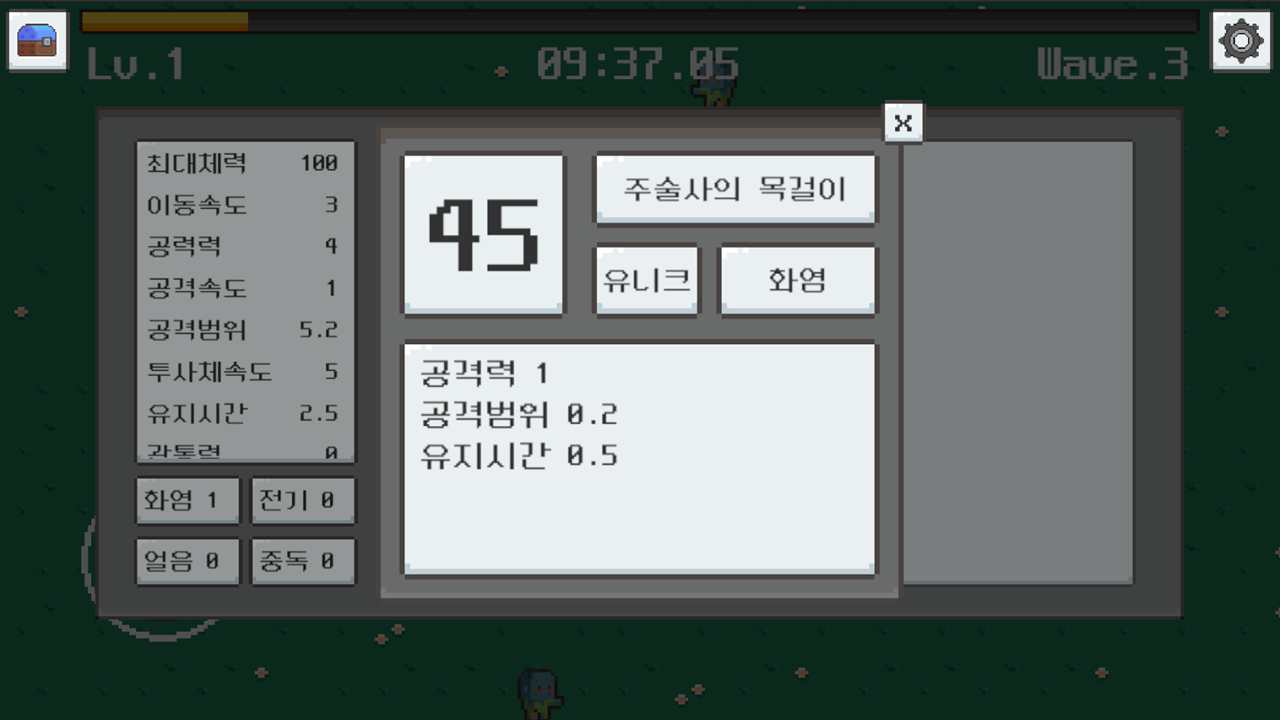 Lv.1 09:37.05 Wave.3
x
최대체력 100
이동속도 3
공력력 4
공격속도 1
공격범위 5.2
투사체속도 5
유지시간 2.5
관통력 0
화염 1 전기 0
얼음 0 중독 0
45
주술사의 목걸이
유니크 화염
공격력 1
공격범위 0.2
유지시간 0.5